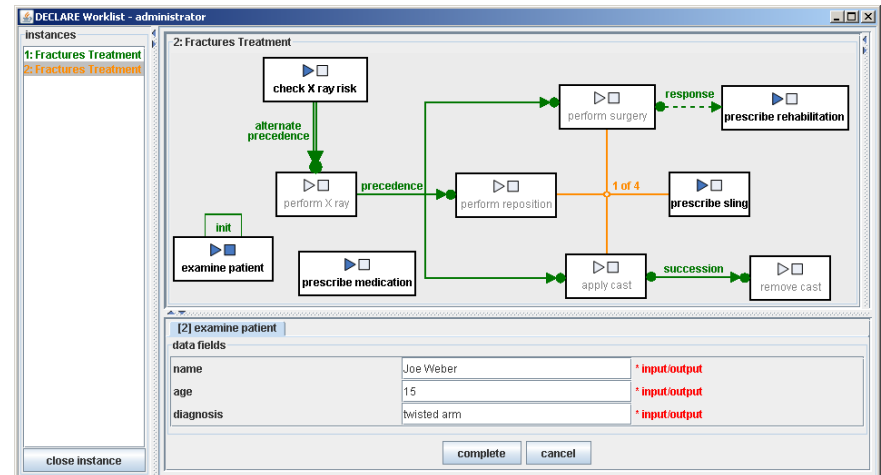 DECLARE Worklist - administrator
instances
1: Fractures Treatment
2: Fractures Treatment
close instance
2: Fractures Treatment
check X ray risk
alternate
precedence
perform X ray
precedence
init
examine patient
prescribe medication
perform surgery
response
prescribe rehabilitation
perform reposition
1 of 4
prescribe sling
apply cast
succession
remove cast
[2] examine patient
data fields
name Joe Weber * input/output
age 15 * input/output
diagnosis twisted arm * input/output
complete cancel